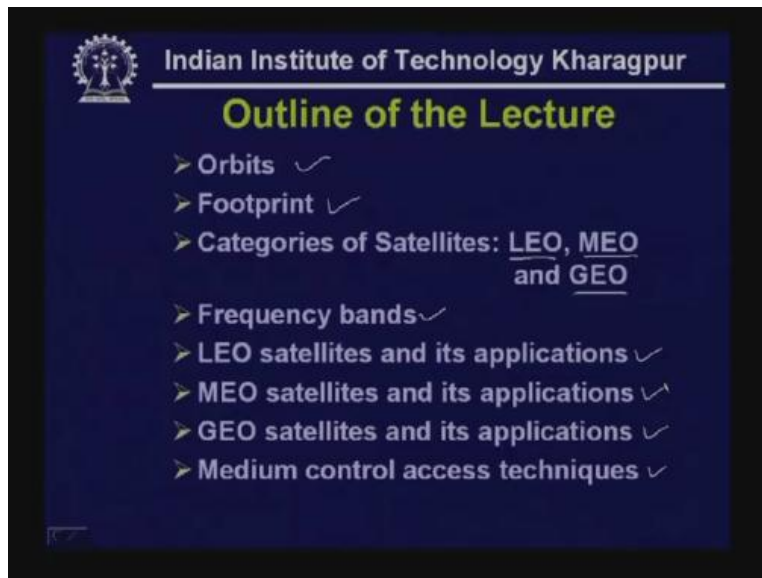 Indian Institute of Technology Kharagpur
Outline of the Lecture
➢ Orbits
➢ Footprint
➢ Categories of Satellites: LEO, MEO
and GEO
➢ Frequency bands
➢ LEO satellites and its applications
➢ MEO satellites and its applications
➢ GEO satellites and its applications
➢ Medium control access techniques